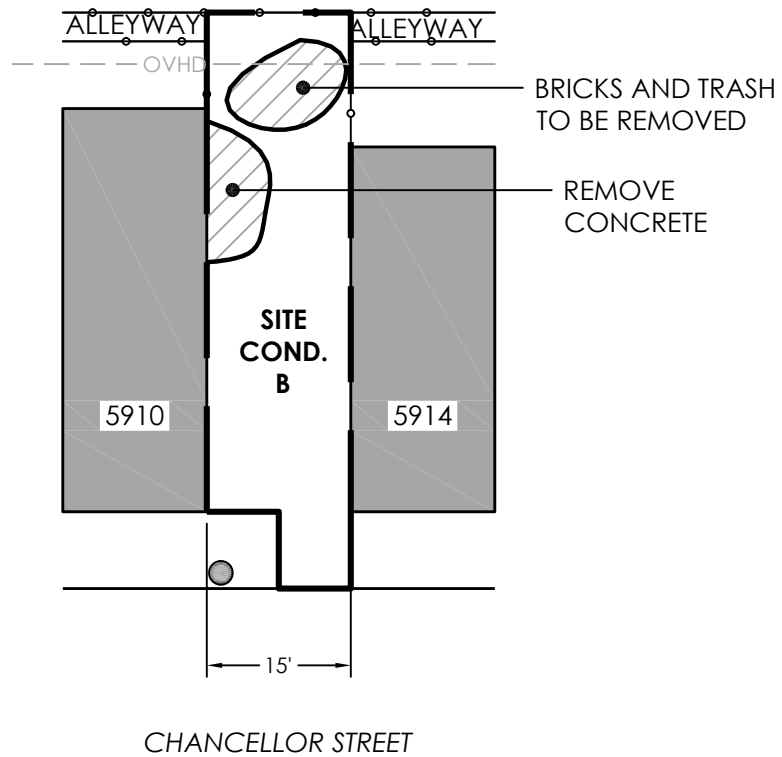 ALLEYWAY ALLEYWAY
OVHD
BRICKS AND TRASH
TO BE REMOVED
REMOVE
CONCRETE
SITE
COND.
B
5910
5914
15'
CHANCELLOR STREET